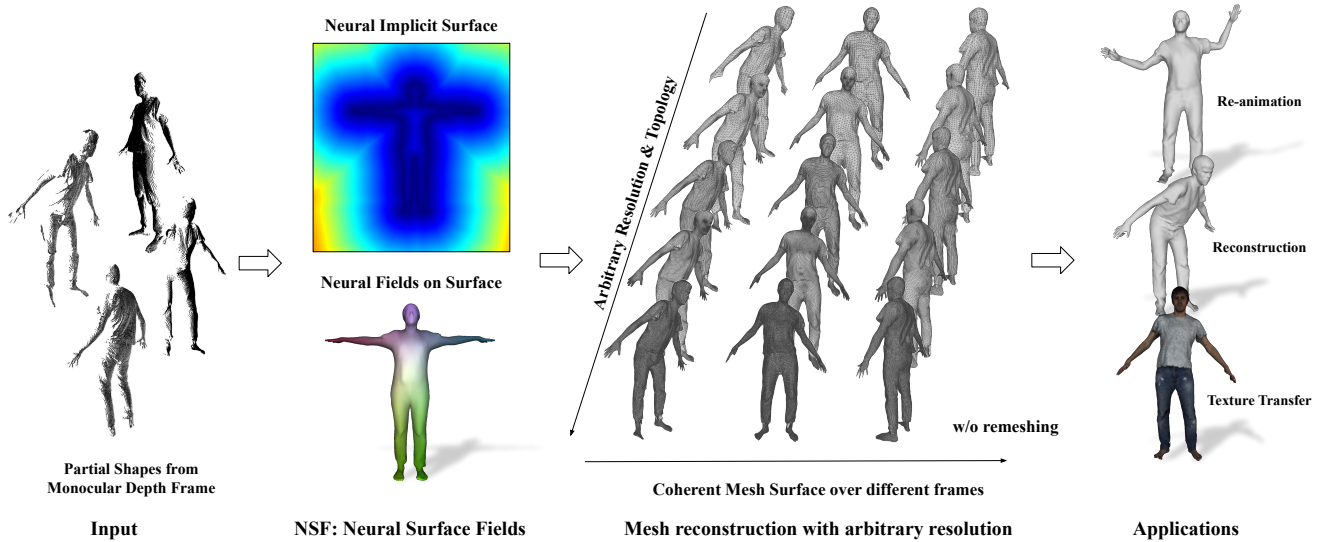 Neural Implicit Surface
Neural Fields on Surface
Arbitrary Resolution & Topology
Re-animation
Reconstruction
Texture Transfer
w/o remeshing
Partial Shapes from
Monocular Depth Frame
Coherent Mesh Surface over different frames
Input
NSF: Neural Surface Fields
Mesh reconstruction with arbitrary resolution
Applications